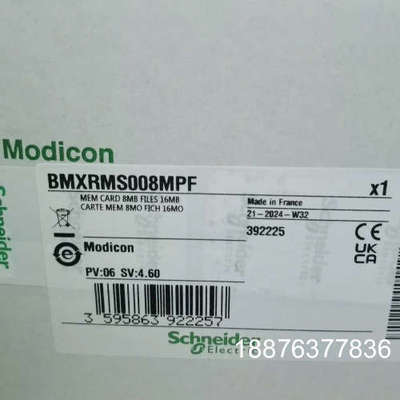 Schneider
Modicon
BMXRMS008MPF
x1
MEM CARD 8MB FILES 16MB
CARTE MEM 8MO FICH 16MO
Made in France
21-2024-W32
392225
CE
UK
CA
e
Modicon
PV:06 SV:4.60
3 595863 922257
Schneider
Electric
18876377836
Schneider